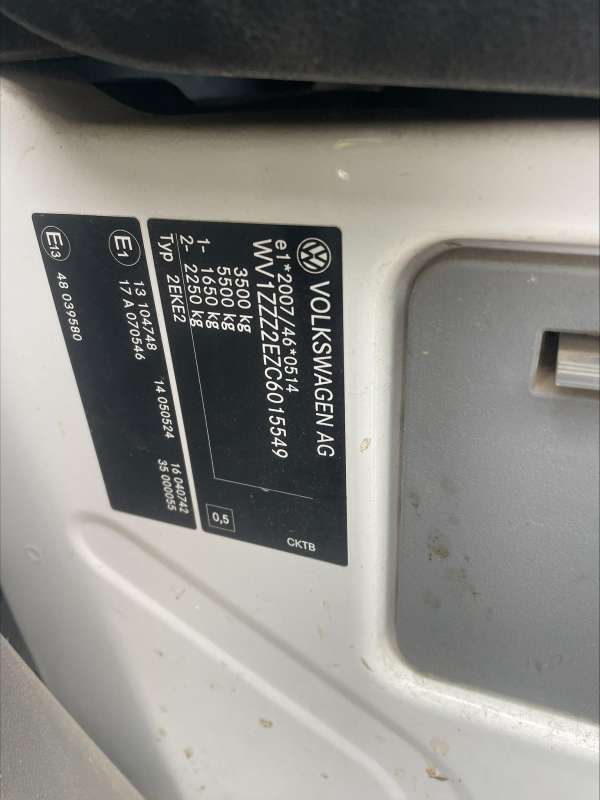 VOLKSWAGEN AG
e1*2007/46*0514
WV1ZZZ2EZC6015549
3500 kg
5500 kg
1- 1650 kg
2- 2250 kg
Typ 2EKE2
0,5
CKTB
E1 13 104748 14 050524 16 040742
17 A 070546 35 000055
E13 48 039580